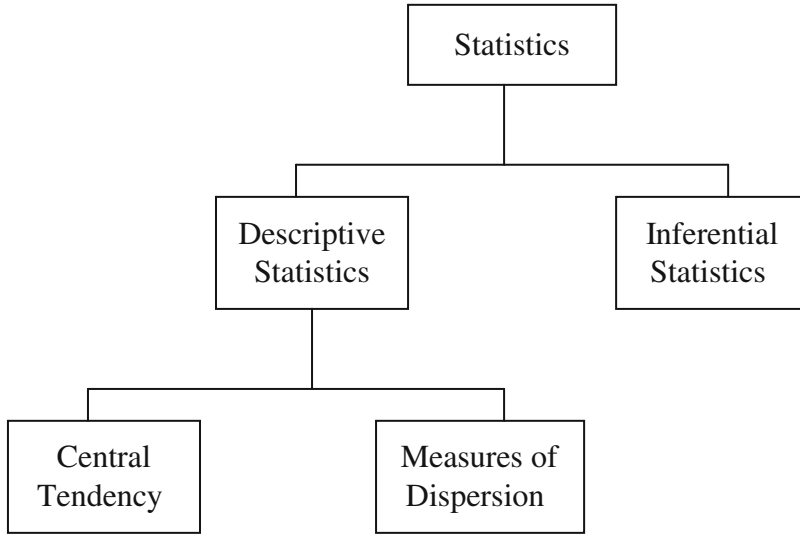 Statistics
Descriptive
Statistics
Inferential
Statistics
Central
Tendency
Measures of
Dispersion